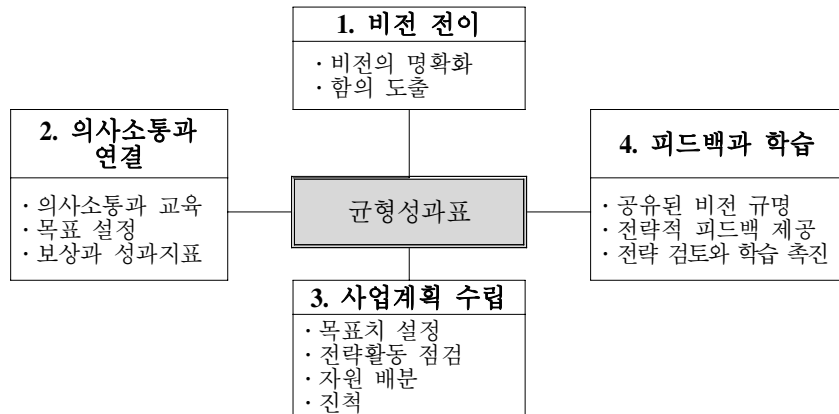 1. 비전 전이
· 비전의 명확화
· 함의 도출
2. 의사소통과
연결
· 의사소통과 교육
· 목표 설정
· 보상과 성과지표
균형성과표
4. 피드백과 학습
· 공유된 비전 규명
· 전략적 피드백 제공
· 전략 검토와 학습 촉진
3. 사업계획 수립
· 목표치 설정
· 전략활동 점검
· 자원 배분
· 진척